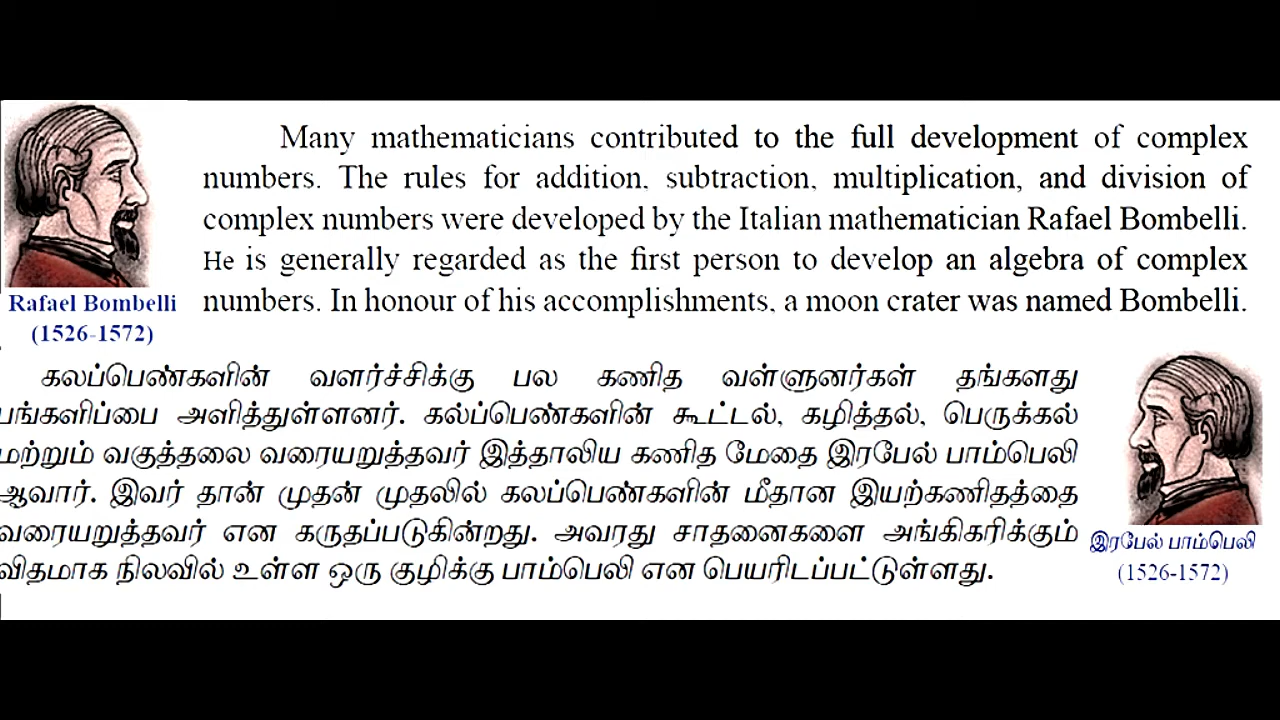 Many mathematicians contributed to the full development of complex
numbers. The rules for addition, subtraction, multiplication, and division of
complex numbers were developed by the Italian mathematician Rafael Bombelli.
He is generally regarded as the first person to develop an algebra of complex
numbers. In honour of his accomplishments, a moon crater was named Bombelli.
Rafael Bombelli
(1526-1572)
கலப்பெண்களின் வளர்ச்சிக்கு பல கணித வள்ளுனர்கள் தங்களது
பங்களிப்பை அளித்துள்ளனர். கல்ப்பெண்களின் கூட்டல், கழித்தல், பெருக்கல்
மற்றும் வகுத்தலை வரையறுத்தவர் இத்தாலிய கணித மேதை இரபேல் பாம்பெலி
ஆவார். இவர் தான் முதன் முதலில் கலப்பெண்களின் மீதான இயற்கணிதத்தை
வரையறுத்தவர் என கருதப்படுகின்றது. அவரது சாதனைகளை அங்கிகரிக்கும்
விதமாக நிலவில் உள்ள ஒரு குழிக்கு பாம்பெலி என பெயரிடப்பட்டுள்ளது.
இரபேல் பாம்பெலி
(1526-1572)